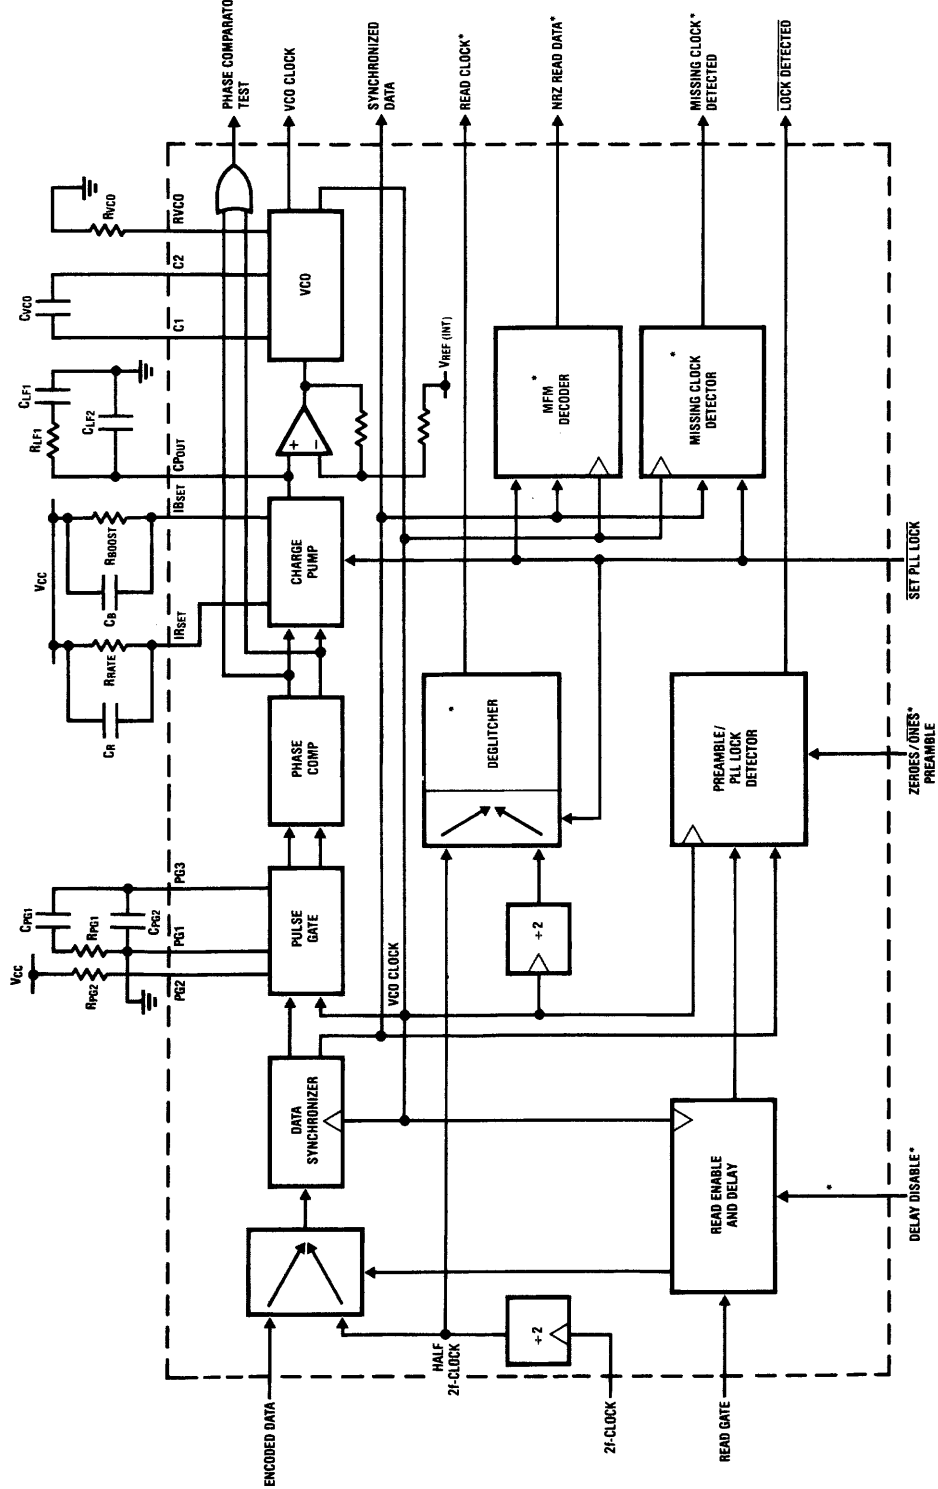 PHASE COMPARATO
TEST
VCO CLOCK
SYNCHRONIZED
DATA
READ CLOCK*
NRZ READ DATA*
MISSING CLOCK*
DETECTED
LOCK DETECTED
RVCO
RVCO
C2
CVCO
C1
VCO
VREF (INT)
*
MFM
DECODER
*
MISSING CLOCK
DETECTOR
CLF1
RLF1
CLF2
CPOUT
+
−
IBSET
VCC
RBOOST
CB
CHARGE
PUMP
SET PLL LOCK
IRSET
RRATE
CR
PHASE
COMP
*
DEGLITCHER
PREAMBLE/
PLL LOCK
DETECTOR
ZEROES/ONES*
PREAMBLE
PG3
CPG1
RPG1
CPG2
PG1
VCC
RPG2
PG2
PULSE
GATE
÷2
VCO CLOCK
DATA
SYNCHRONIZER
READ ENABLE
AND DELAY
*
DELAY DISABLE*
HALF
2f-CLOCK
÷2
ENCODED DATA
2f-CLOCK
READ GATE